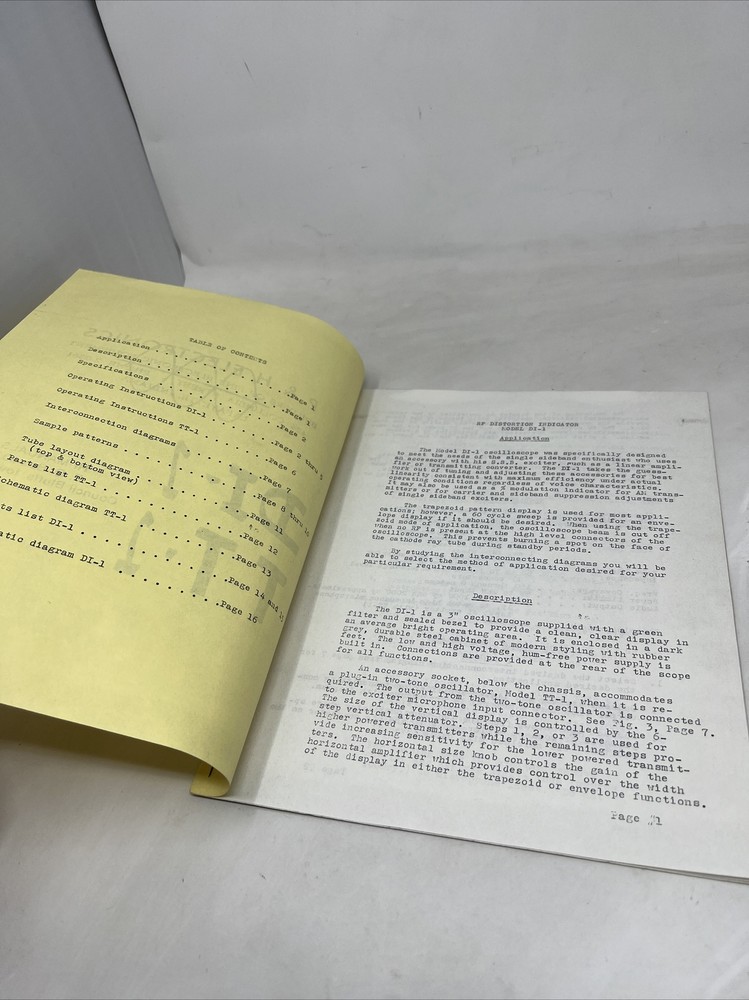 TABLE OF CONTENTS
Application . . . . . . . . . . . . . . .Page 1
Description . . . . . . . . . . . . . . .Page 1
Specifications . . . . . . . . . . . . . .Page 2
Operating Instructions DI-1 . . . . . . . .Page 2
Operating Instructions TT-1 . . . . . . . .Page 6
Interconnection diagrams . . . . . . . . .Page
Sample patterns . . . . . . . . . . . . .Page 8
Tube layout diagram
(top & bottom view) . . . . . . . . . . .Page 11
Parts list TT-1 . . . . . . . . . . . . .Page 12
chematic diagram TT-1 . . . . . . . . . .Page 13
ts list DI-1 . . . . . . . . . . . . . .Page 14 and
atic diagram DI-1 . . . . . . . . . . . .Page 16
RF DISTORTION INDICATOR
MODEL DI-1
Application
The Model DI-1 oscilloscope was specifically designed
to meet the needs of the single sideband enthusiast who uses
an accessory with his S.S.B. exciter, such as a linear ampli-
fier of transmitting converter. The DI-1 takes the guess-
work out of tuning and adjusting these accessories for best
linearity consistent with maximum efficiency under actual
operating conditions regardless of voice characteristics.
It may also be used as a % modulation indicator for AM trans-
mitters or for carrier and sideband suppression adjustments
of single sideband exciters.
The trapezoid pattern display is used for most appli-
cations; however, a 60 cycle sweep is provided for an enve-
lope display if it should be desired. When using the trape-
zoid mode of application, the oscilloscope beam is cut off
when no RF is present at the high level connectors of the
oscilloscope. This prevents burning a spot on the face of
the cathode ray tube during standby periods.
By studying the interconnecting diagrams you will be
able to select the method of application desired for your
particular requirement.
Description
The DI-1 is a 3" oscilloscope supplied with a green
filter and sealed bezel to provide a clean, clear display in
an average bright operating area. It is enclosed in a dark
grey, durable steel cabinet of modern styling with rubber
feet. The low and high voltage, hum-free power supply is
built in. Connections are provided at the rear of the scope
for all functions.
An accessory socket, below the chassis, accommodates
a plug-in two-tone oscillator, Model TT-1, when it is re-
quired. The output from the two-tone oscillator is connected
to the exciter microphone input connector. See Fig. 3, Page 7.
The size of the vertical display is controlled by the 6-
step vertical attenuator. Steps 1, 2, or 3 are used for
higher powered transmitters while the remaining steps pro-
vide increasing sensitivity for the lower powered transmit-
ters. The horizontal size knob controls the gain of the
horizontal amplifier which provides control over the width
of the display in either the trapezoid or envelope functions.
Page 1